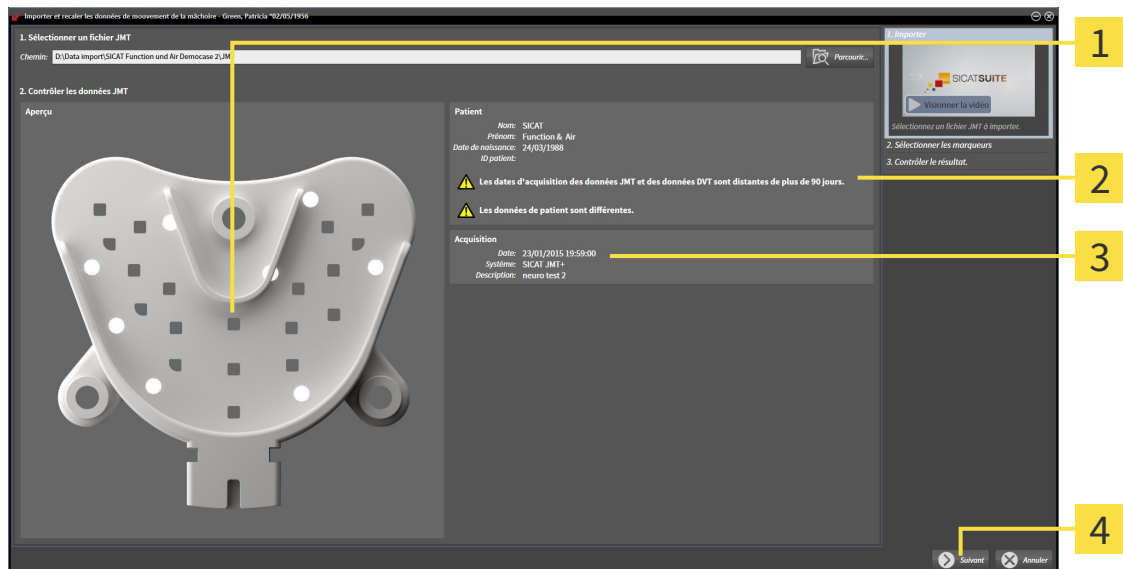 Importer et recaler les données de mouvement de la mâchoire - Green, Patricia *02/05/1956
1. Sélectionner un fichier JMT
Chemin: D:\Data import\SICAT Function und Air Democase 2\JM
Parcourir...
2. Contrôler les données JMT
Aperçu
Patient
Nom: SICAT
Prénom: Function & Air
Date de naissance: 24/03/1988
ID patient:
Les dates d'acquisition des données JMT et des données DVT sont distantes de plus de 90 jours.
Les données de patient sont différentes.
Acquisition
Date: 23/01/2015 19:59:00
Système: SICAT JMT+
Description: neuro test 2
1. Importer
SICATSUITE
Visionner la vidéo
Sélectionnez un fichier JMT à importer.
2. Sélectionner les marqueurs
3. Contrôler le résultat.
Suivant
Annuler
1
2
3
4